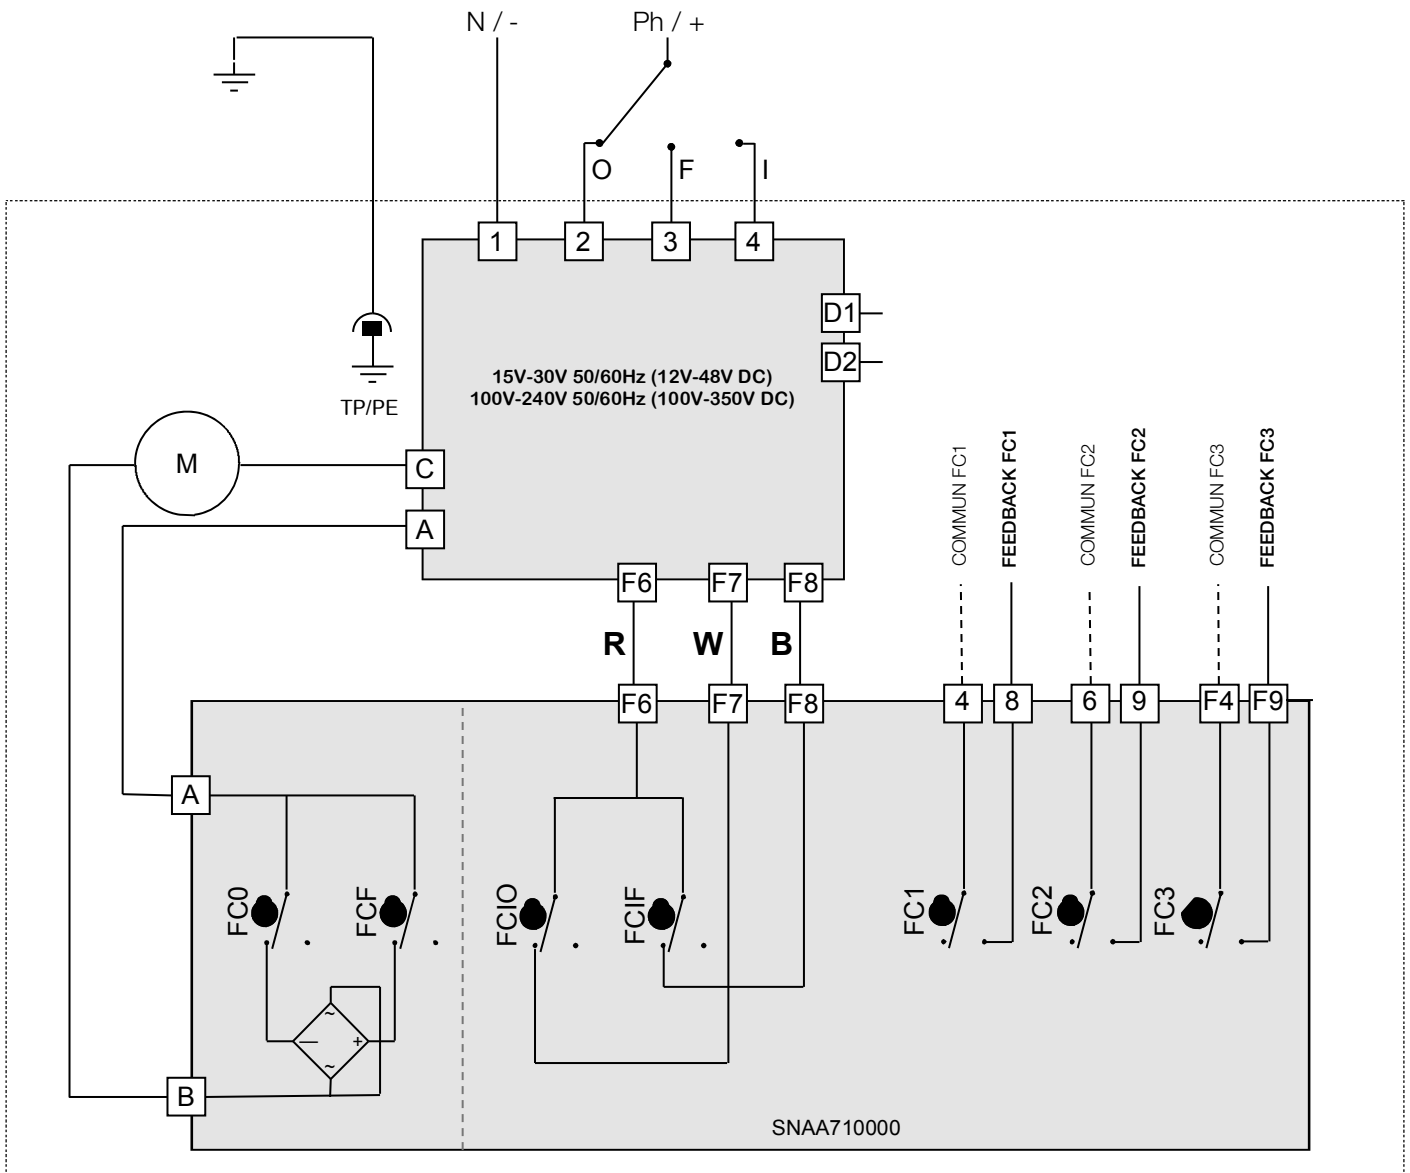 N / -
Ph / +
O
F
I
1
2
3
4
D1
D2
15V-30V 50/60Hz (12V-48V DC)
100V-240V 50/60Hz (100V-350V DC)
TP/PE
M
C
A
COMMUN FC1
FEEDBACK FC1
COMMUN FC2
FEEDBACK FC2
COMMUN FC3
FEEDBACK FC3
F6
F7
F8
R
W
B
F6
F7
F8
4
8
6
9
F4
F9
A
FC0
FCF
FCIO
FCIF
FC1
FC2
FC3
~
—
+
~
B
SNAA710000